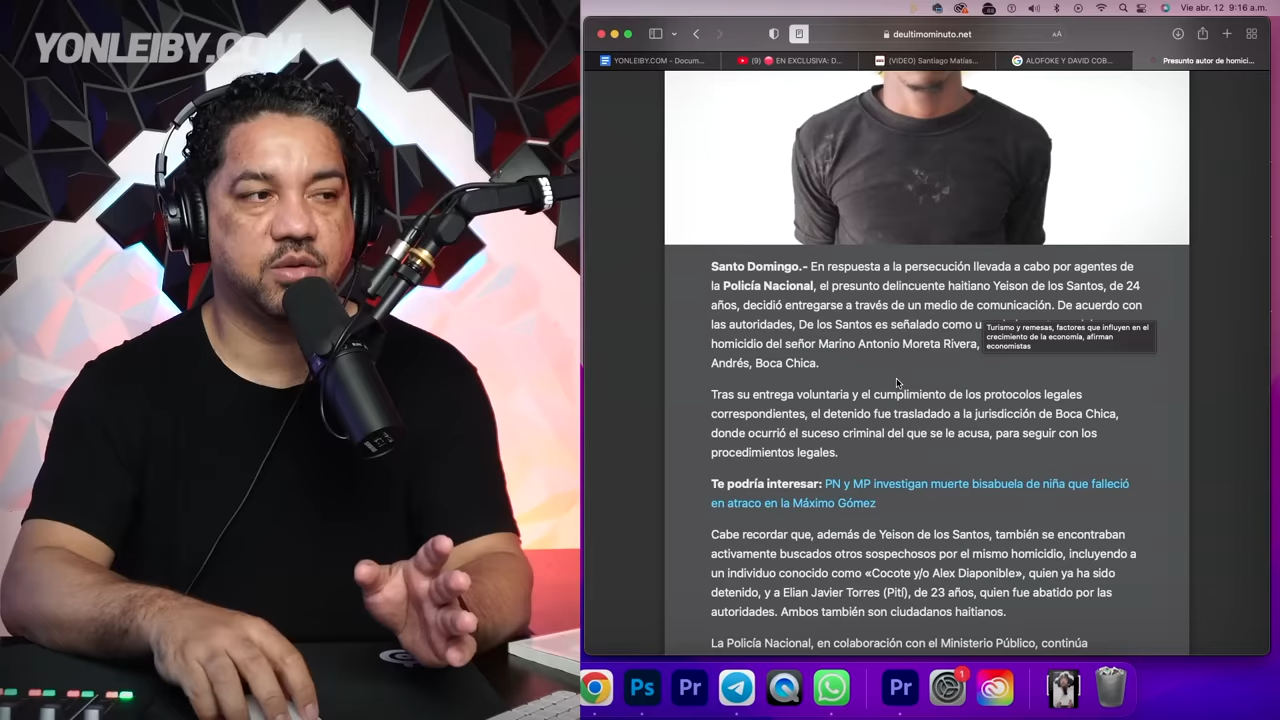 YONLEIBY.COM
Vie abr. 12 9:16 a.m.
deultimominuto.net
YONLEIBY.COM - Docum...
(9) 🔴 EN EXCLUSIVA: D...
(VIDEO) Santiago Matías...
ALOFOKE Y DAVID COB...
Presunto autor de homici...
Santo Domingo.- En respuesta a la persecución llevada a cabo por agentes de
la Policía Nacional, el presunto delincuente haitiano Yeison de los Santos, de 24
años, decidió entregarse a través de un medio de comunicación. De acuerdo con
las autoridades, De los Santos es señalado como
homicidio del señor Marino Antonio Moreta Rivera,
Andrés, Boca Chica.
Turismo y remesas, factores que influyen en el
crecimiento de la economía, afirman
economistas
Tras su entrega voluntaria y el cumplimiento de los protocolos legales
correspondientes, el detenido fue trasladado a la jurisdicción de Boca Chica,
donde ocurrió el suceso criminal del que se le acusa, para seguir con los
procedimientos legales.
Te podría interesar: PN y MP investigan muerte bisabuela de niña que falleció
en atraco en la Máximo Gómez
Cabe recordar que, además de Yeison de los Santos, también se encontraban
activamente buscados otros sospechosos por el mismo homicidio, incluyendo a
un individuo conocido como «Cocote y/o Alex Diaponible», quien ya ha sido
detenido, y a Elian Javier Torres (Pití), de 23 años, quien fue abatido por las
autoridades. Ambos también son ciudadanos haitianos.
La Policía Nacional, en colaboración con el Ministerio Público, continúa
Ps
Pr
Pr
1